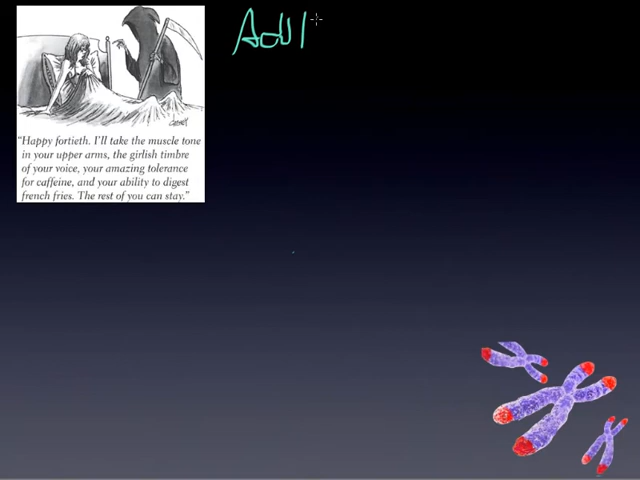 Adul
"Happy fortieth. I'll take the muscle tone
in your upper arms, the girlish timbre
of your voice, your amazing tolerance
for caffeine, and your ability to digest
french fries. The rest of you can stay."